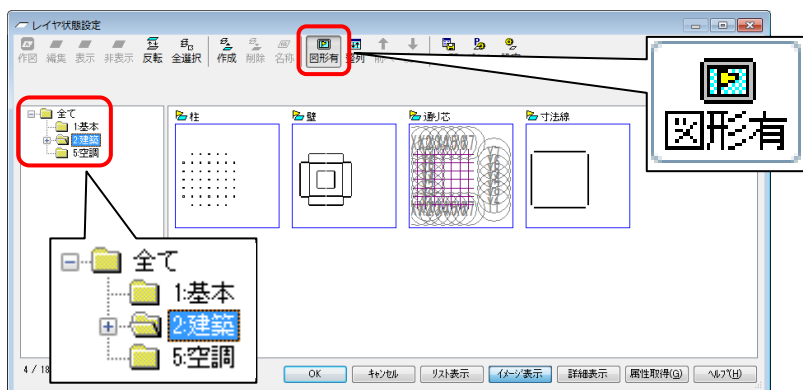 レイヤ状態設定
作図 編集 表示 非表示 反転 全選択 作成 削除 名称 図形有 整列
図形有
全て
1:基本
2:建築
5:空調
柱 壁 通り芯 寸法線
全て
1:基本
2:建築
5:空調
4 / 18
OK キャンセル リスト表示 イメージ表示 詳細表示 属性取得(G) ヘルプ(H)